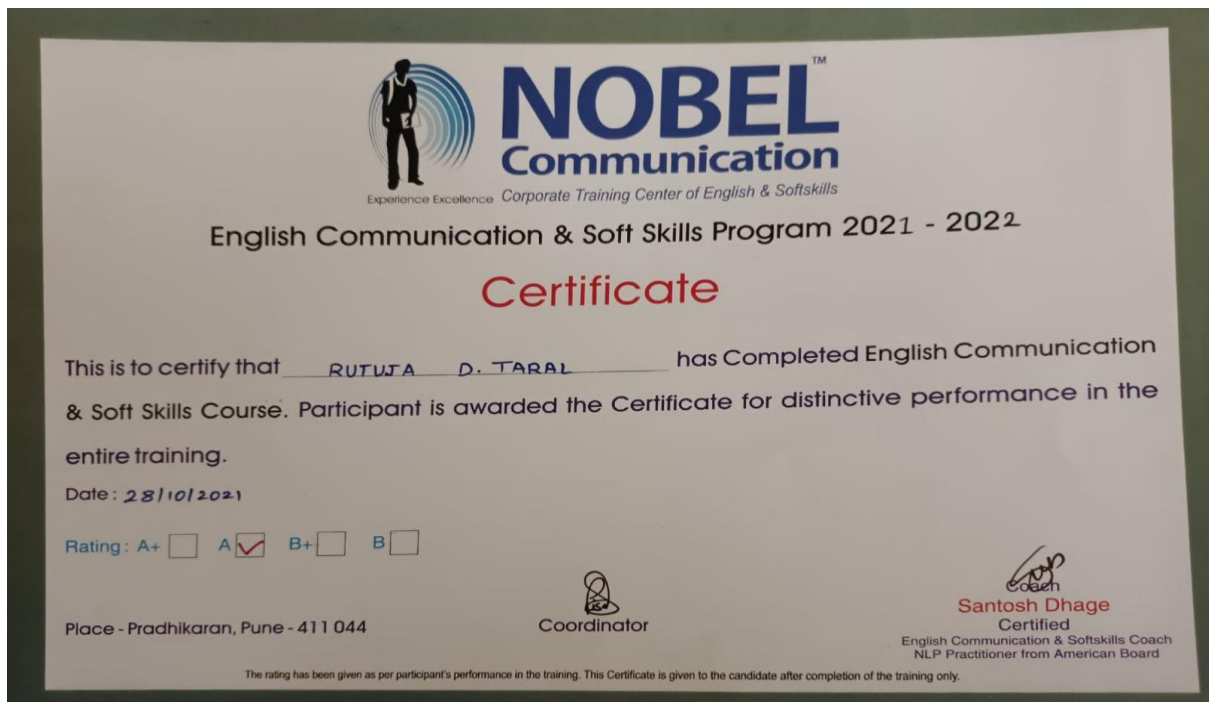 NOBEL™
Communication
Experience Excellence Corporate Training Center of English & Softskills
English Communication & Soft Skills Program 2021 - 2022
Certificate
This is to certify that RUTUJA D. TARAL has Completed English Communication
& Soft Skills Course. Participant is awarded the Certificate for distinctive performance in the
entire training.
Date : 28/10/2021
Rating : A+ A B+ B
Coach
Santosh Dhage
Place - Pradhikaran, Pune - 411 044
Coordinator
Certified
English Communication & Softskills Coach
NLP Practitioner from American Board
The rating has been given as per participant's performance in the training. This Certificate is given to the candidate after completion of the training only.